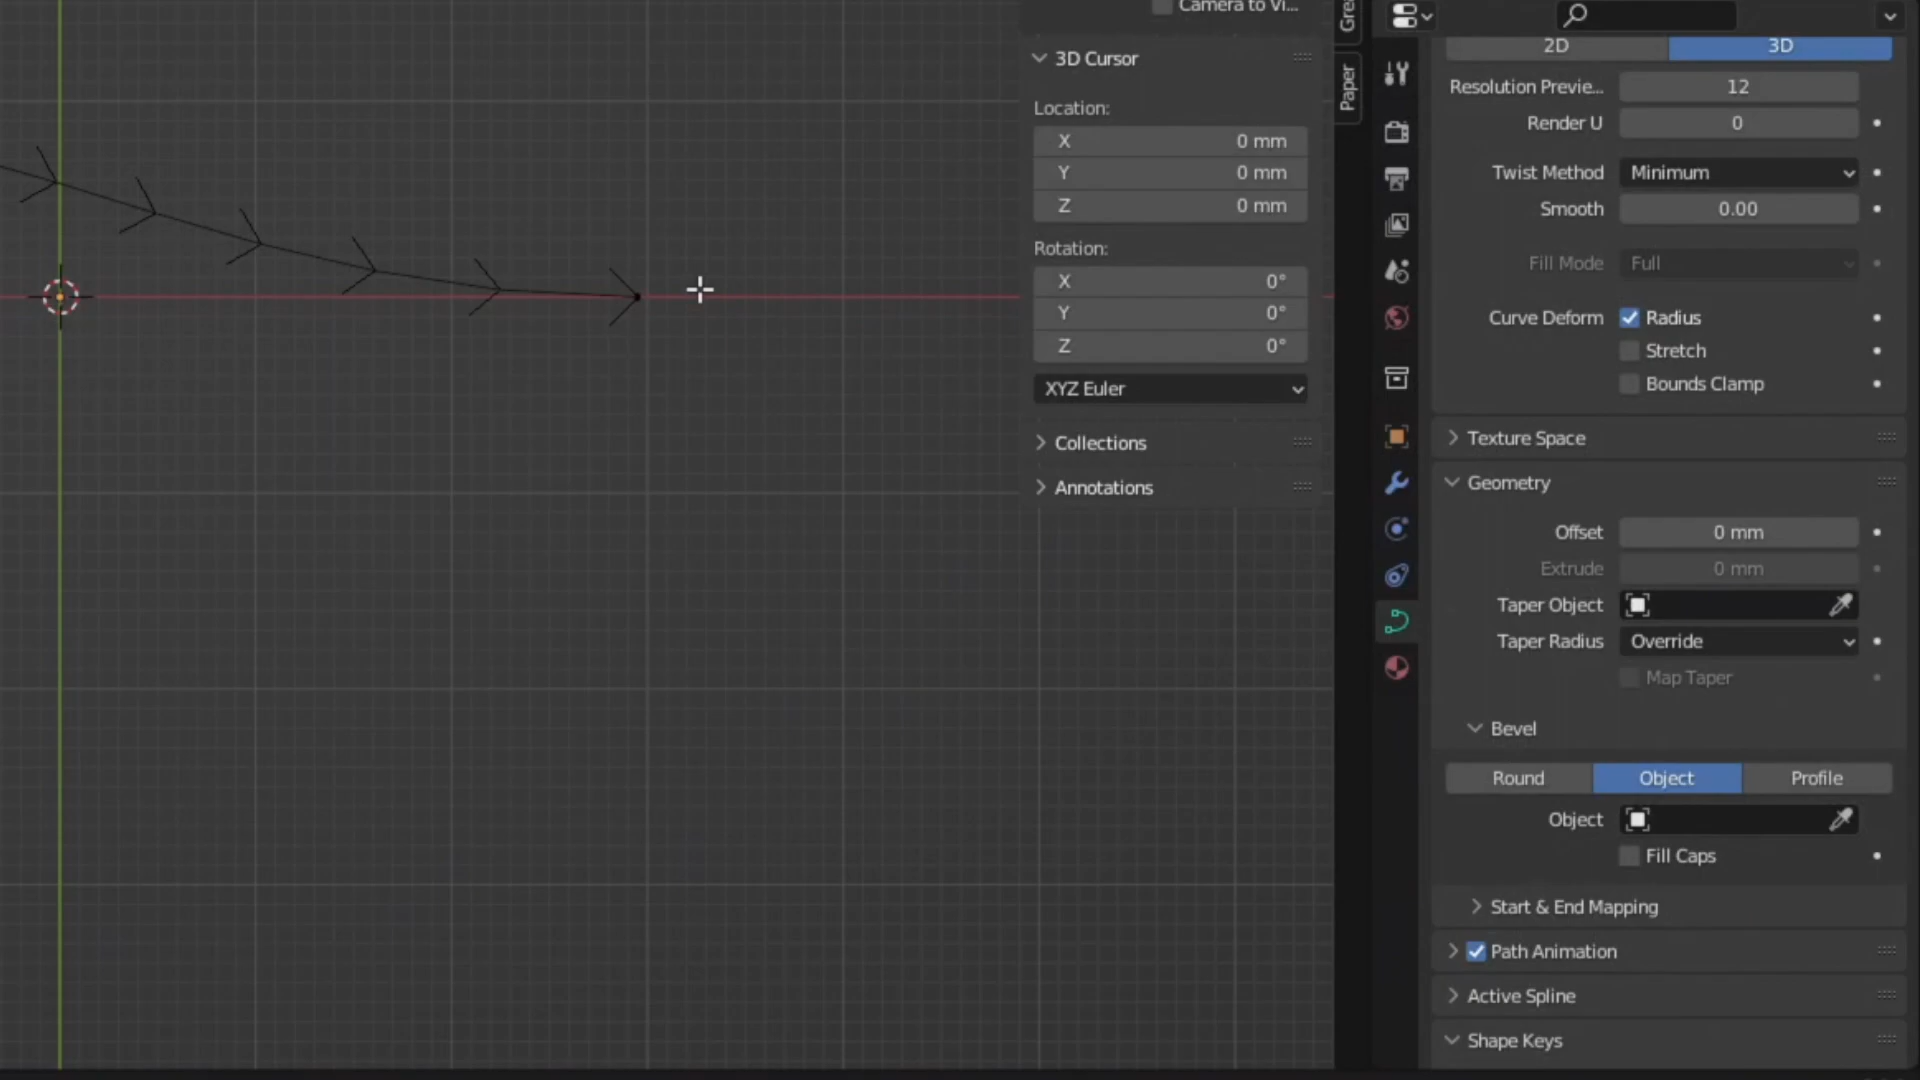 Camera to Vi...
3D Cursor
Location:
X 0 mm
Y 0 mm
Z 0 mm
Rotation:
X 0°
Y 0°
Z 0°
XYZ Euler
Collections
Annotations
Gre
Paper
2D 3D
Resolution Previe... 12
Render U 0
Twist Method Minimum
Smooth 0.00
Fill Mode Full
Curve Deform Radius
Stretch
Bounds Clamp
Texture Space
Geometry
Offset 0 mm
Extrude 0 mm
Taper Object
Taper Radius Override
Map Taper
Bevel
Round Object Profile
Object
Fill Caps
Start & End Mapping
Path Animation
Active Spline
Shape Keys